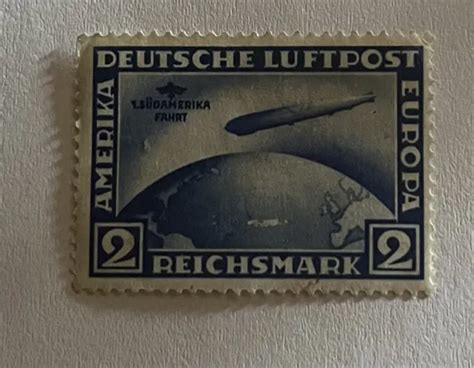 DEUTSCHE LUFTPOST
1. SÜDAMERIKA
FAHRT
AMERIKA
EUROPA
2 REICHSMARK 2